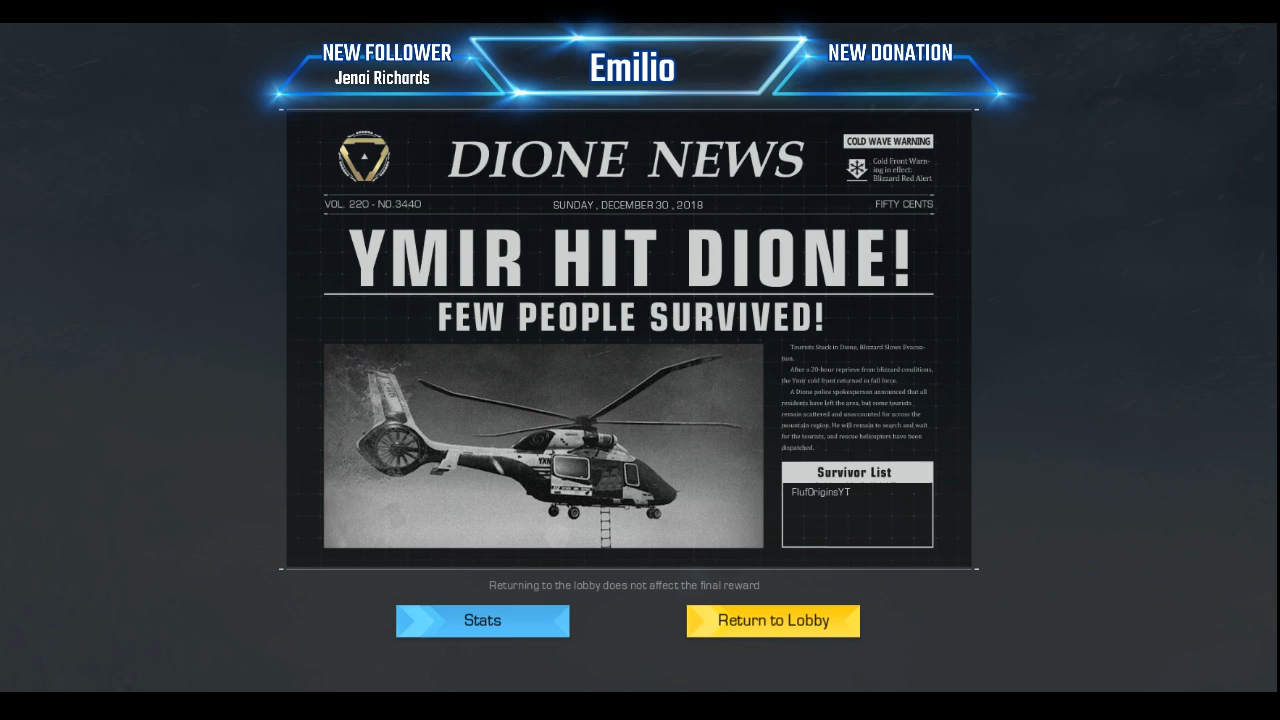 NEW FOLLOWER
Jenai Richards
Emilio
NEW DONATION
DIONE NEWS
COLD WAVE WARNING
Cold Front Warn-
ing in effect:
Blizzard Red Alert
VOL. 220 - NO.3440
SUNDAY , DECEMBER 30 , 2018
FIFTY CENTS
YMIR HIT DIONE!
FEW PEOPLE SURVIVED!
Tourists Stuck in Dione, Blizzard Slows Evacua-
tion.
After a 20-hour reprieve from blizzard conditions,
the Ymir cold front returned in full force.
A Dione police spokesperson announced that all
residents have left the area, but some tourists
remain scattered and unaccounted for across the
mountain region. He will remain to search and wait
for the tourists, and rescue helicopters have been
dispatched.
Survivor List
FlufOriginsYT
Returning to the lobby does not affect the final reward
Stats
Return to Lobby